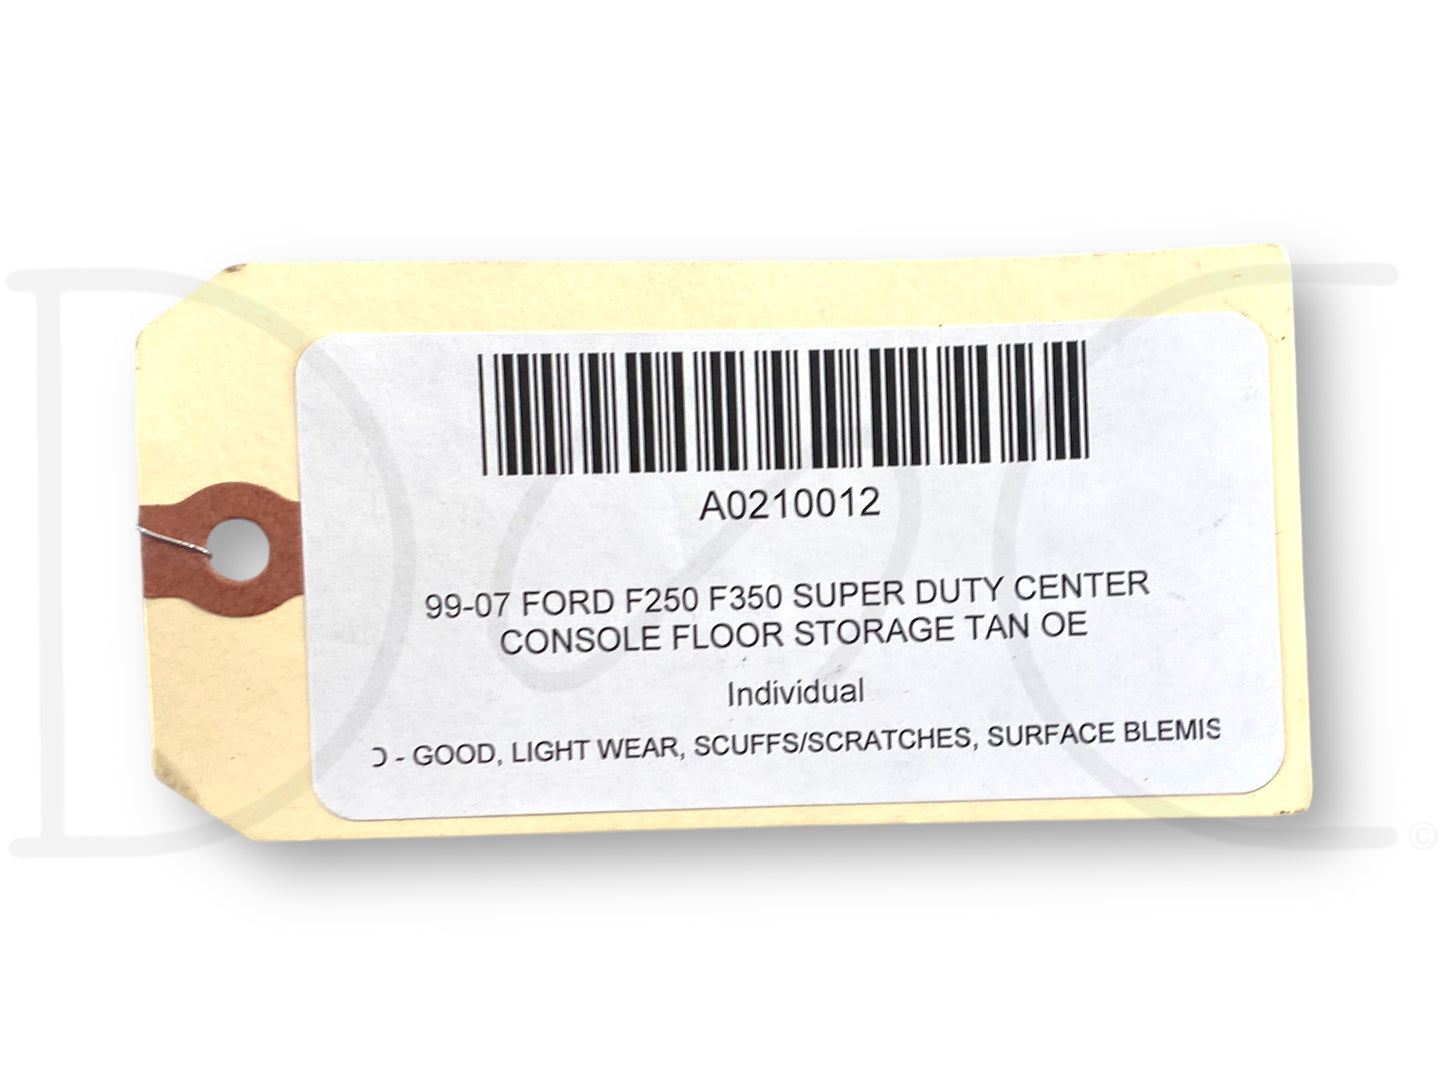 A0210012
99-07 FORD F250 F350 SUPER DUTY CENTER
CONSOLE FLOOR STORAGE TAN OE
Individual
- GOOD, LIGHT WEAR, SCUFFS/SCRATCHES, SURFACE BLEMIS
©